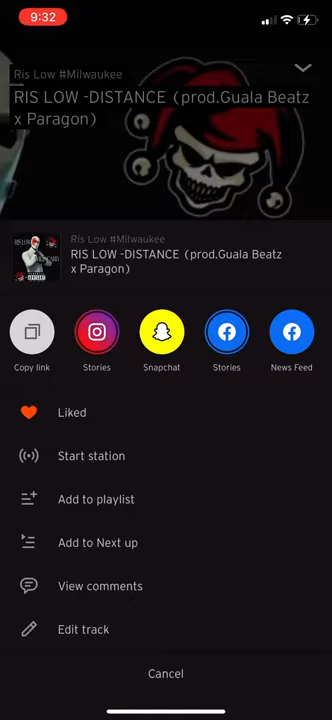 9:32
Ris Low #Milwaukee
RIS LOW -DISTANCE (prod.Guala Beatz
x Paragon)
Ris Low #Milwaukee
RIS LOW -DISTANCE (prod.Guala Beatz
x Paragon)
Copy link
Stories
Snapchat
Stories
News Feed
Liked
Start station
Add to playlist
Add to Next up
View comments
Edit track
Cancel